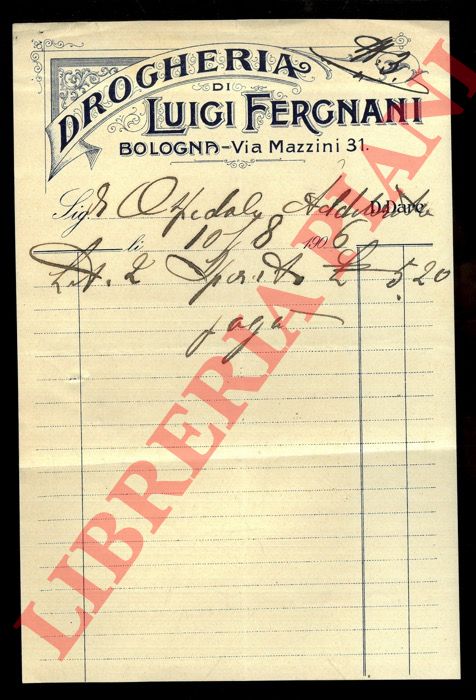 DROGHERIA
DI
LUIGI FERGNANI
BOLOGNA-Via Mazzini 31.
Sig. Ospedale D. Dare
li 10/8 1906
Lit. 2 Spirito £ 5.20
paga
LIBRERIA PIANI